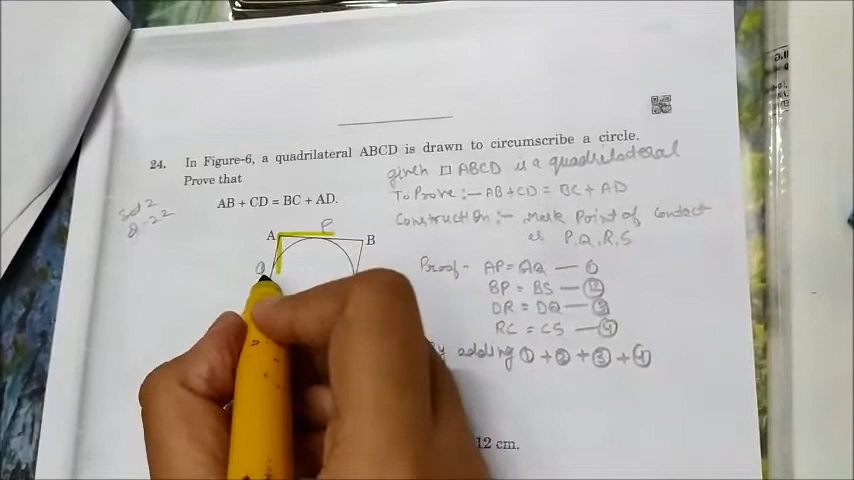 24. In Figure-6, a quadrilateral ABCD is drawn to circumscribe a circle.
Prove that
AB + CD = BC + AD.
Set 2
Q-22
given □ ABCD is a quadrilateral
To Prove :- AB + CD = BC + AD
Construction :- Mark Point of contact
as P, Q, R, S
Proof - AP = AQ — ①
BP = BS — ②
DR = DQ — ③
RC = CS — ④
By adding ① + ② + ③ + ④
P
A B
Q
12 cm.